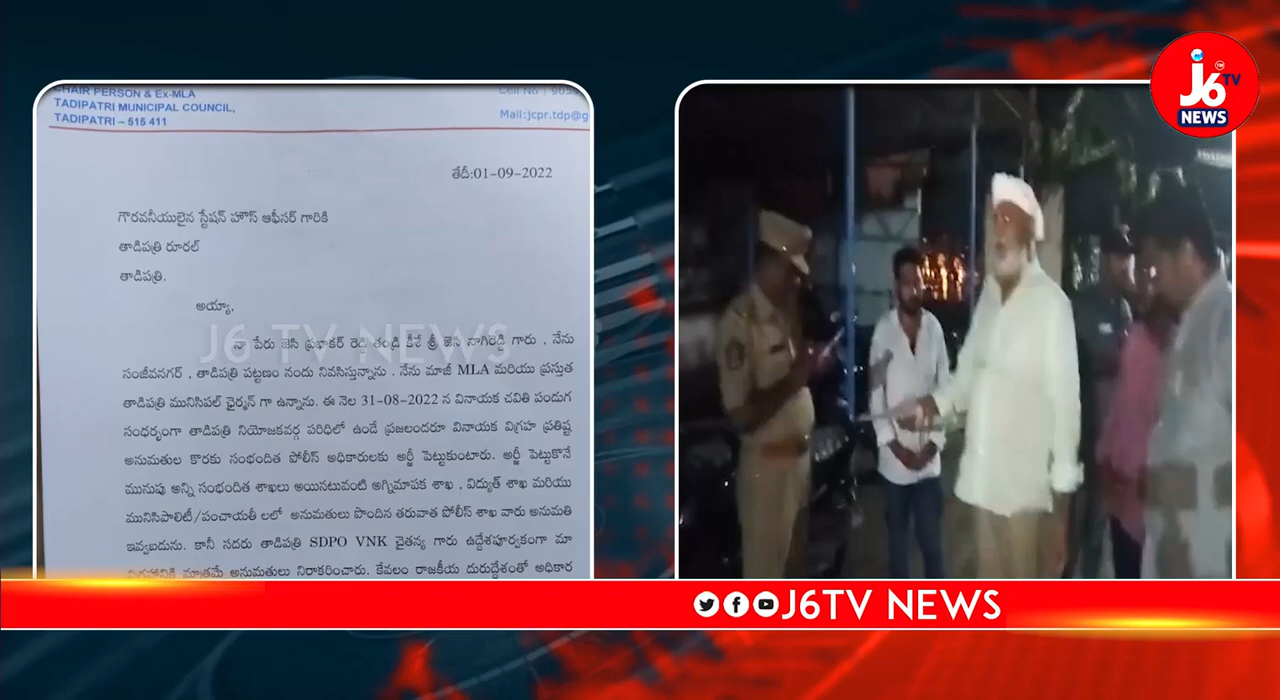 CHAIR PERSON & Ex-MLA
TADIPATRI MUNICIPAL COUNCIL,
TADIPATRI – 515 411
Cell No :
Mail:jcpr.tdp@g
తేదీ:01-09-2022
గౌరవనీయులైన స్టేషన్ హౌస్ ఆఫీసర్ గారికి
తాడిపత్రి రూరల్
తాడిపత్రి.
అయ్యా,
నా పేరు జెసి ప్రభాకర్ రెడ్డి తండ్రి కీ॥శే శ్రీ జెసి నాగిరెడ్డి గారు , నేను
సంజీవనగర్ , తాడిపత్రి పట్టణం నందు నివసిస్తున్నాను . నేను మాజీ MLA మరియు ప్రస్తుత
తాడిపత్రి మునిసిపల్ ఛైర్మన్ గా ఉన్నాను. ఈ నెల 31-08-2022 న వినాయక చవితి పండుగ
సంధర్భంగా తాడిపత్రి నియోజకవర్గ పరిధిలో ఉండే ప్రజలందరూ వినాయక విగ్రహ ప్రతిష్ట
అనుమతుల కొరకు సంభందిత పోలీస్ అధికారులకు అర్జీ పెట్టుకుంటారు. అర్జీ పెట్టుకొనే
మునుపు అన్ని సంభందిత శాఖలు అయినటువంటి అగ్నిమాపక శాఖ , విద్యుత్ శాఖ మరియు
మునిసిపాలిటీ/పంచాయతీ లలో అనుమతులు పొందిన తరువాత పోలీస్ శాఖ వారు అనుమతి
ఇవ్వబడును. కానీ సదరు తాడిపత్రి SDPO VNK చైతన్య గారు ఉద్దేశపూర్వకంగా మా
విగ్రహానికి మాత్రమే అనుమతులు నిరాకరించారు. కేవలం రాజకీయ దురుద్దేశంతో అధికార
J6 TV NEWS
J6 TV
NEWS
J6TV NEWS